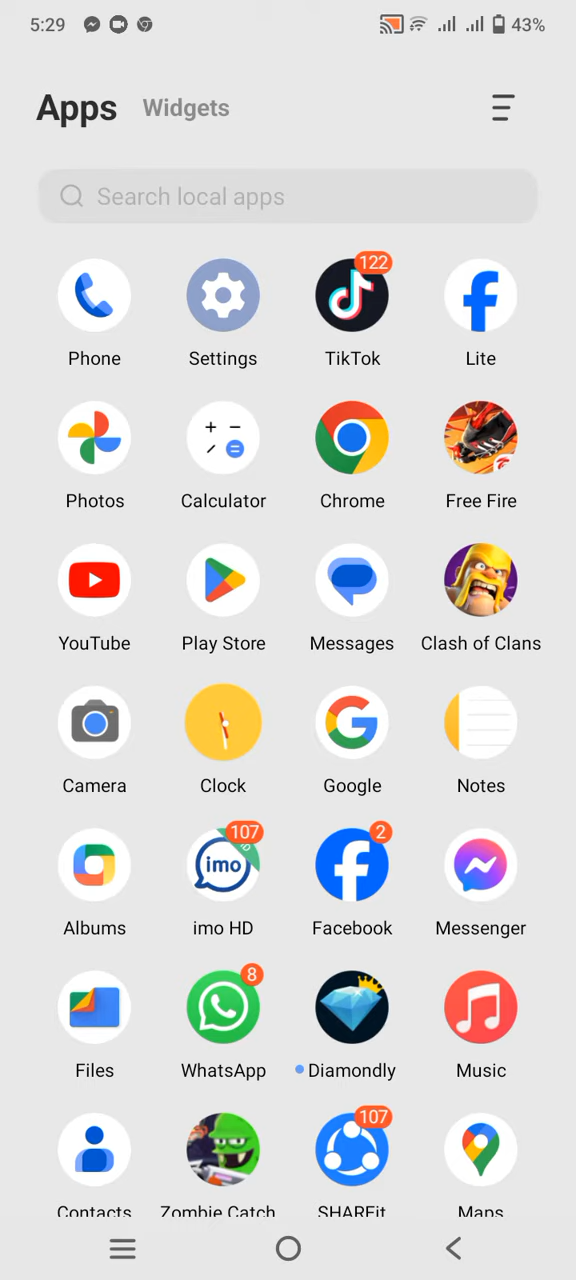 5:29 43%
Apps Widgets
Search local apps
122
Phone Settings TikTok Lite
Photos Calculator Chrome Free Fire
YouTube Play Store Messages Clash of Clans
Camera Clock Google Notes
107 2
imo
Albums imo HD Facebook Messenger
8
Files WhatsApp Diamondly Music
107
Contacts Zombie Catch SHAREit Maps